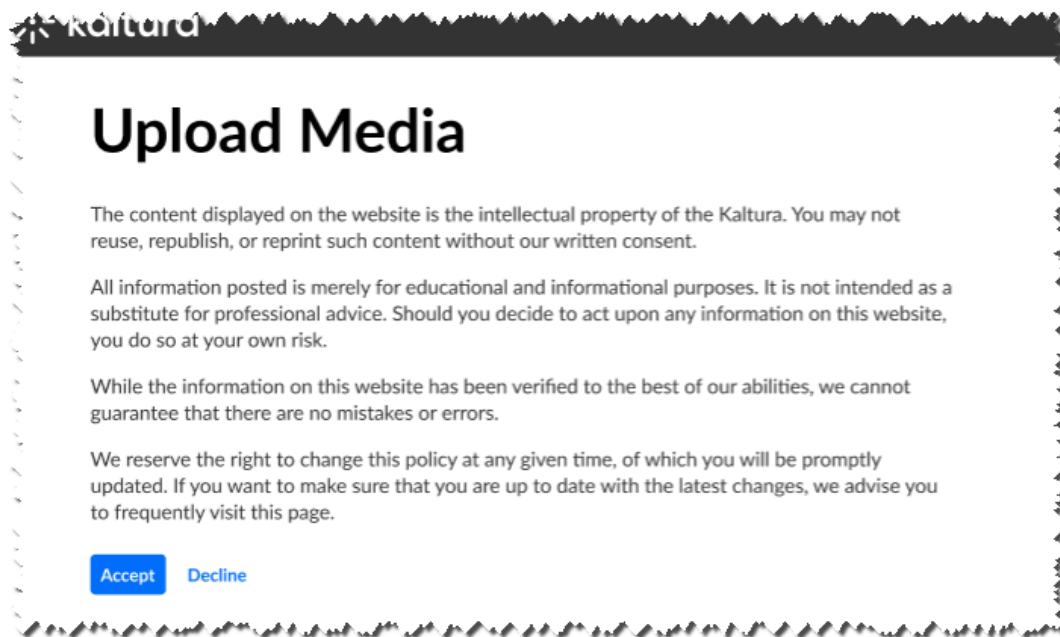 kaltura
Upload Media
The content displayed on the website is the intellectual property of the Kaltura. You may not
reuse, republish, or reprint such content without our written consent.
All information posted is merely for educational and informational purposes. It is not intended as a
substitute for professional advice. Should you decide to act upon any information on this website,
you do so at your own risk.
While the information on this website has been verified to the best of our abilities, we cannot
guarantee that there are no mistakes or errors.
We reserve the right to change this policy at any given time, of which you will be promptly
updated. If you want to make sure that you are up to date with the latest changes, we advise you
to frequently visit this page.
Accept Decline